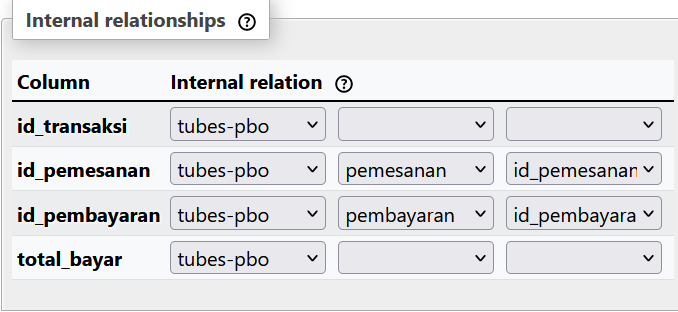 Internal relationships
Column Internal relation
id_transaksi tubes-pbo
id_pemesanan tubes-pbo pemesanan id_pemesanan
id_pembayaran tubes-pbo pembayaran id_pembayara
total_bayar tubes-pbo